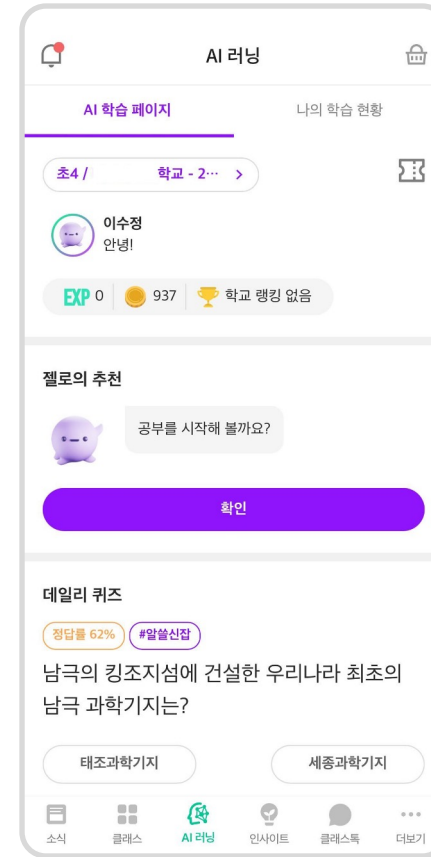 AI 러닝
AI 학습 페이지 나의 학습 현황
초4 / 학교 - 2…
이수정
안녕!
EXP 0 937 학교 랭킹 없음
젤로의 추천
공부를 시작해 볼까요?
확인
데일리 퀴즈
정답률 62% #알쓸신잡
남극의 킹조지섬에 건설한 우리나라 최초의
남극 과학기지는?
태조과학기지 세종과학기지
소식 클래스 AI 러닝 인사이트 클래스톡 더보기